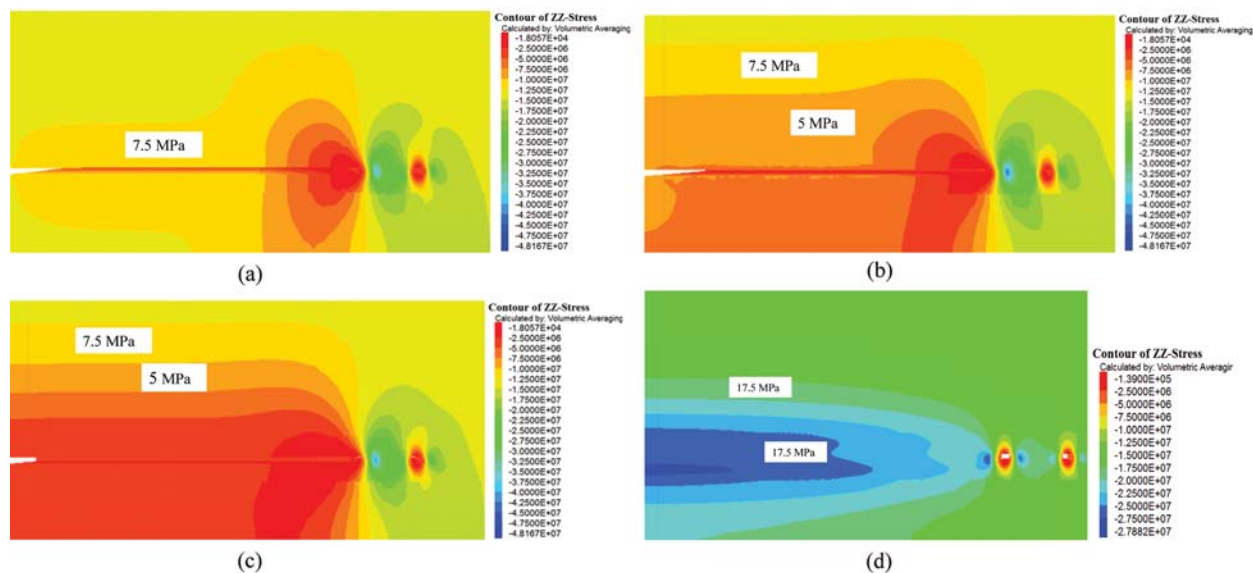 Contour of ZZ-Stress
Calculated by: Volumetric Averaging
-1.8057E+04
-2.5000E+06
-5.0000E+06
-7.5000E+06
-1.0000E+07
-1.2500E+07
-1.5000E+07
-1.7500E+07
-2.0000E+07
-2.2500E+07
-2.5000E+07
-2.7500E+07
-3.0000E+07
-3.2500E+07
-3.5000E+07
-3.7500E+07
-4.0000E+07
-4.2500E+07
-4.5000E+07
-4.7500E+07
-4.8167E+07
7.5 MPa
(a)
Contour of ZZ-Stress
Calculated by: Volumetric Averaging
-1.8057E+04
-2.5000E+06
-5.0000E+06
-7.5000E+06
-1.0000E+07
-1.2500E+07
-1.5000E+07
-1.7500E+07
-2.0000E+07
-2.2500E+07
-2.5000E+07
-2.7500E+07
-3.0000E+07
-3.2500E+07
-3.5000E+07
-3.7500E+07
-4.0000E+07
-4.2500E+07
-4.5000E+07
-4.7500E+07
-4.8167E+07
7.5 MPa
5 MPa
(b)
Contour of ZZ-Stress
Calculated by: Volumetric Averaging
-1.8057E+04
-2.5000E+06
-5.0000E+06
-7.5000E+06
-1.0000E+07
-1.2500E+07
-1.5000E+07
-1.7500E+07
-2.0000E+07
-2.2500E+07
-2.5000E+07
-2.7500E+07
-3.0000E+07
-3.2500E+07
-3.5000E+07
-3.7500E+07
-4.0000E+07
-4.2500E+07
-4.5000E+07
-4.7500E+07
-4.8167E+07
7.5 MPa
5 MPa
(c)
Contour of ZZ-Stress
Calculated by: Volumetric Averagir
-1.3900E+05
-2.5000E+06
-5.0000E+06
-7.5000E+06
-1.0000E+07
-1.2500E+07
-1.5000E+07
-1.7500E+07
-2.0000E+07
-2.2500E+07
-2.5000E+07
-2.7500E+07
-2.7882E+07
17.5 MPa
17.5 MPa
(d)